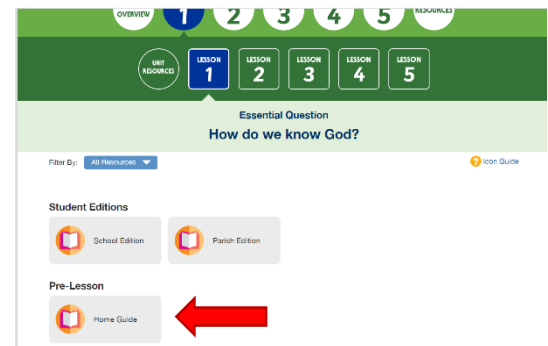 OVERVIEW 1 2 3 4 5 RESOURCES
UNIT RESOURCES
LESSON 1
LESSON 2
LESSON 3
LESSON 4
LESSON 5
Essential Question
How do we know God?
Filter By: All Resources
? Icon Guide
Student Editions
School Edition Parish Edition
Pre-Lesson
Home Guide